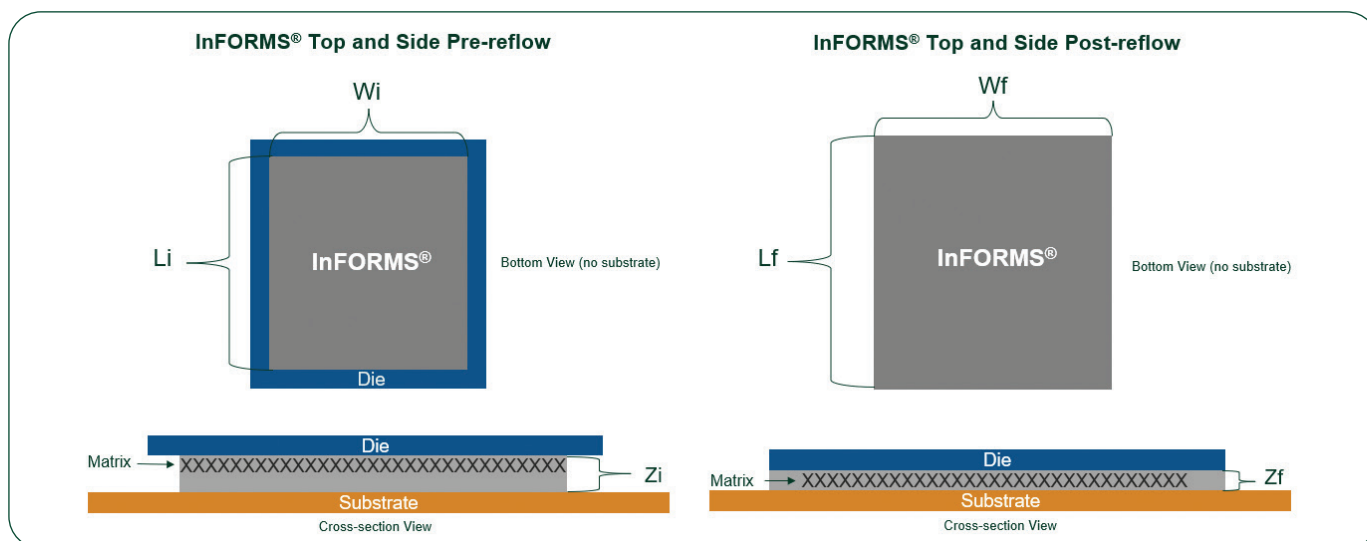 InFORMS® Top and Side Pre-reflow
Wi
Li
InFORMS®
Bottom View (no substrate)
Die
Die
Matrix
XXXXXXXXXXXXXXXXXXXXXXXXXXXXXXXX
Zi
Substrate
Cross-section View
InFORMS® Top and Side Post-reflow
Wf
Lf
InFORMS®
Bottom View (no substrate)
Die
Matrix
XXXXXXXXXXXXXXXXXXXXXXXXXXXXXX
Zf
Substrate
Cross-section View